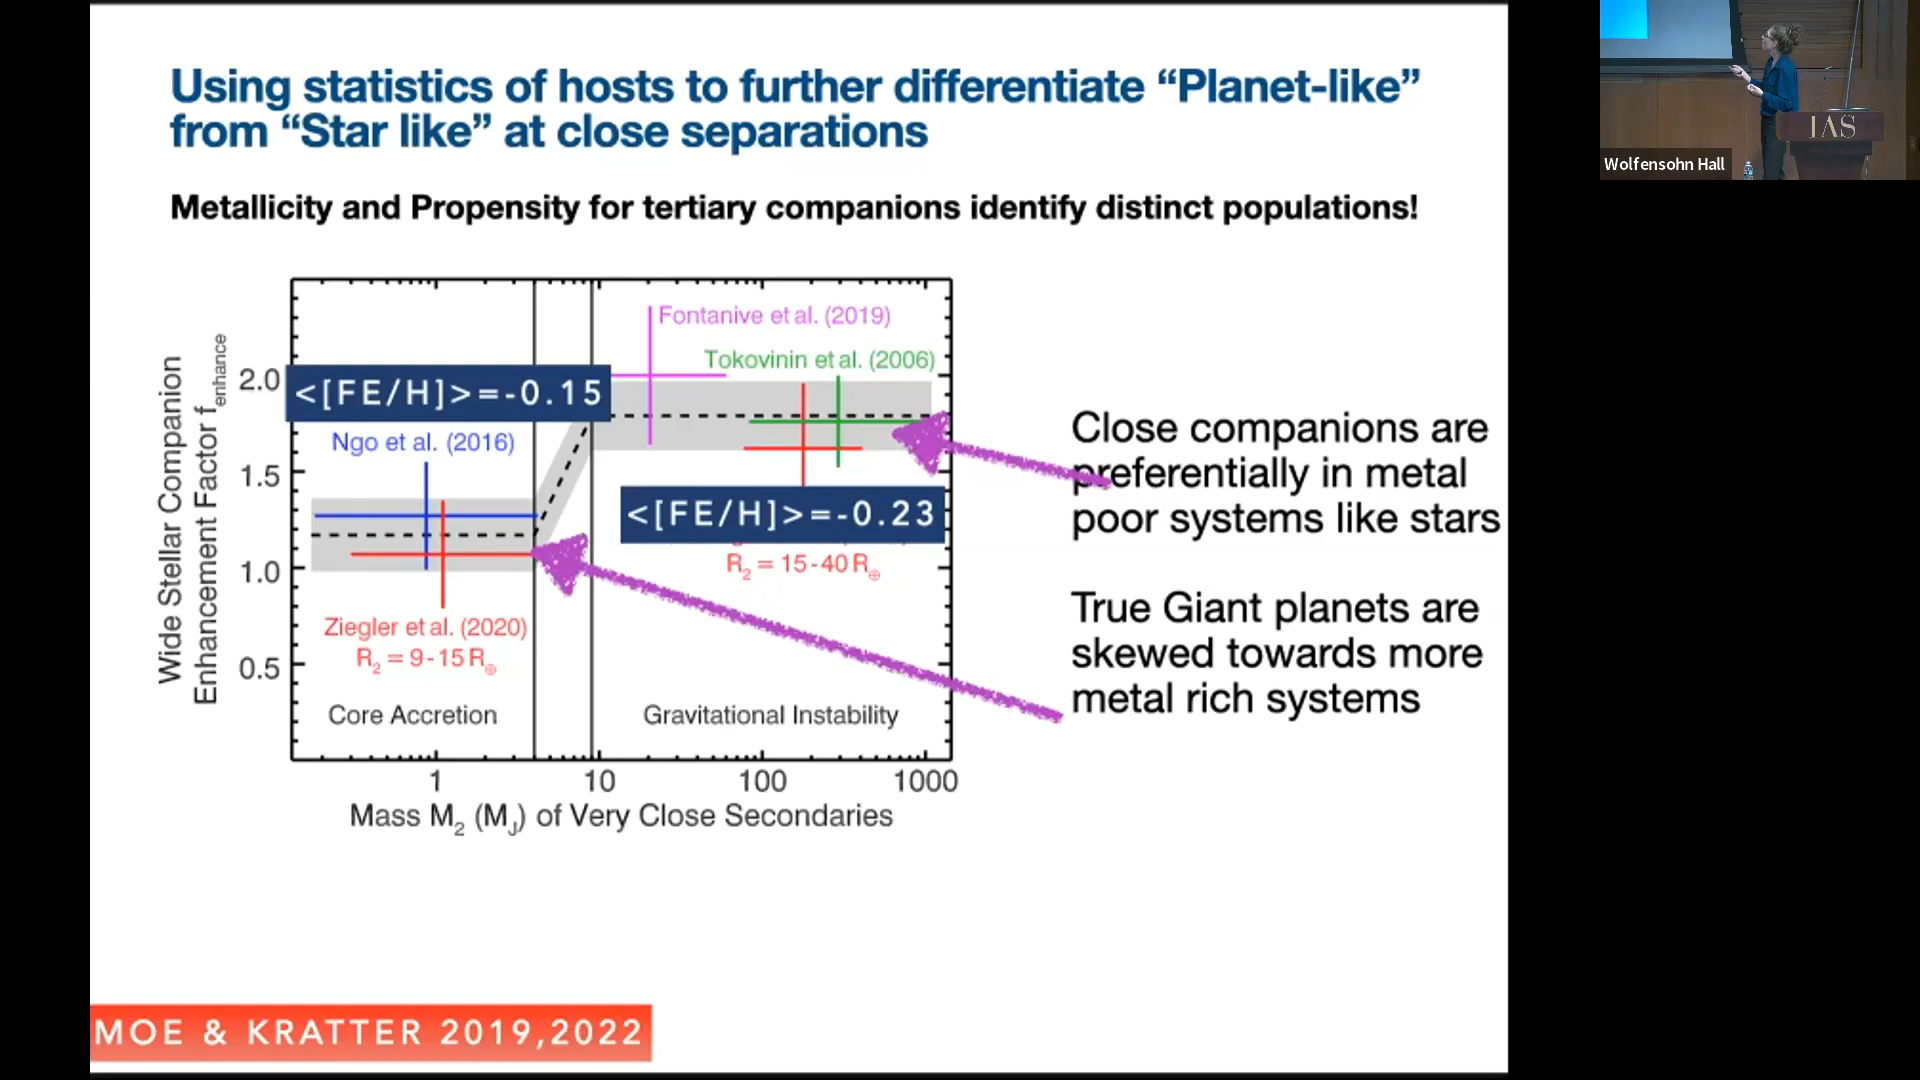 Using statistics of hosts to further differentiate “Planet-like”
from “Star like” at close separations
Metallicity and Propensity for tertiary companions identify distinct populations!
Wide Stellar Companion
Enhancement Factor fenhance
2.0
1.5
1.0
0.5
<[FE/H]>=-0.15
Ngo et al. (2016)
Ziegler et al. (2020)
R2 = 9-15 R⊕
Core Accretion
Fontanive et al. (2019)
Tokovinin et al. (2006)
<[FE/H]>=-0.23
R2 = 15-40 R⊕
Gravitational Instability
1
10
100
1000
Mass M2 (MJ) of Very Close Secondaries
Close companions are
preferentially in metal
poor systems like stars
True Giant planets are
skewed towards more
metal rich systems
MOE & KRATTER 2019,2022
IAS
Wolfensohn Hall